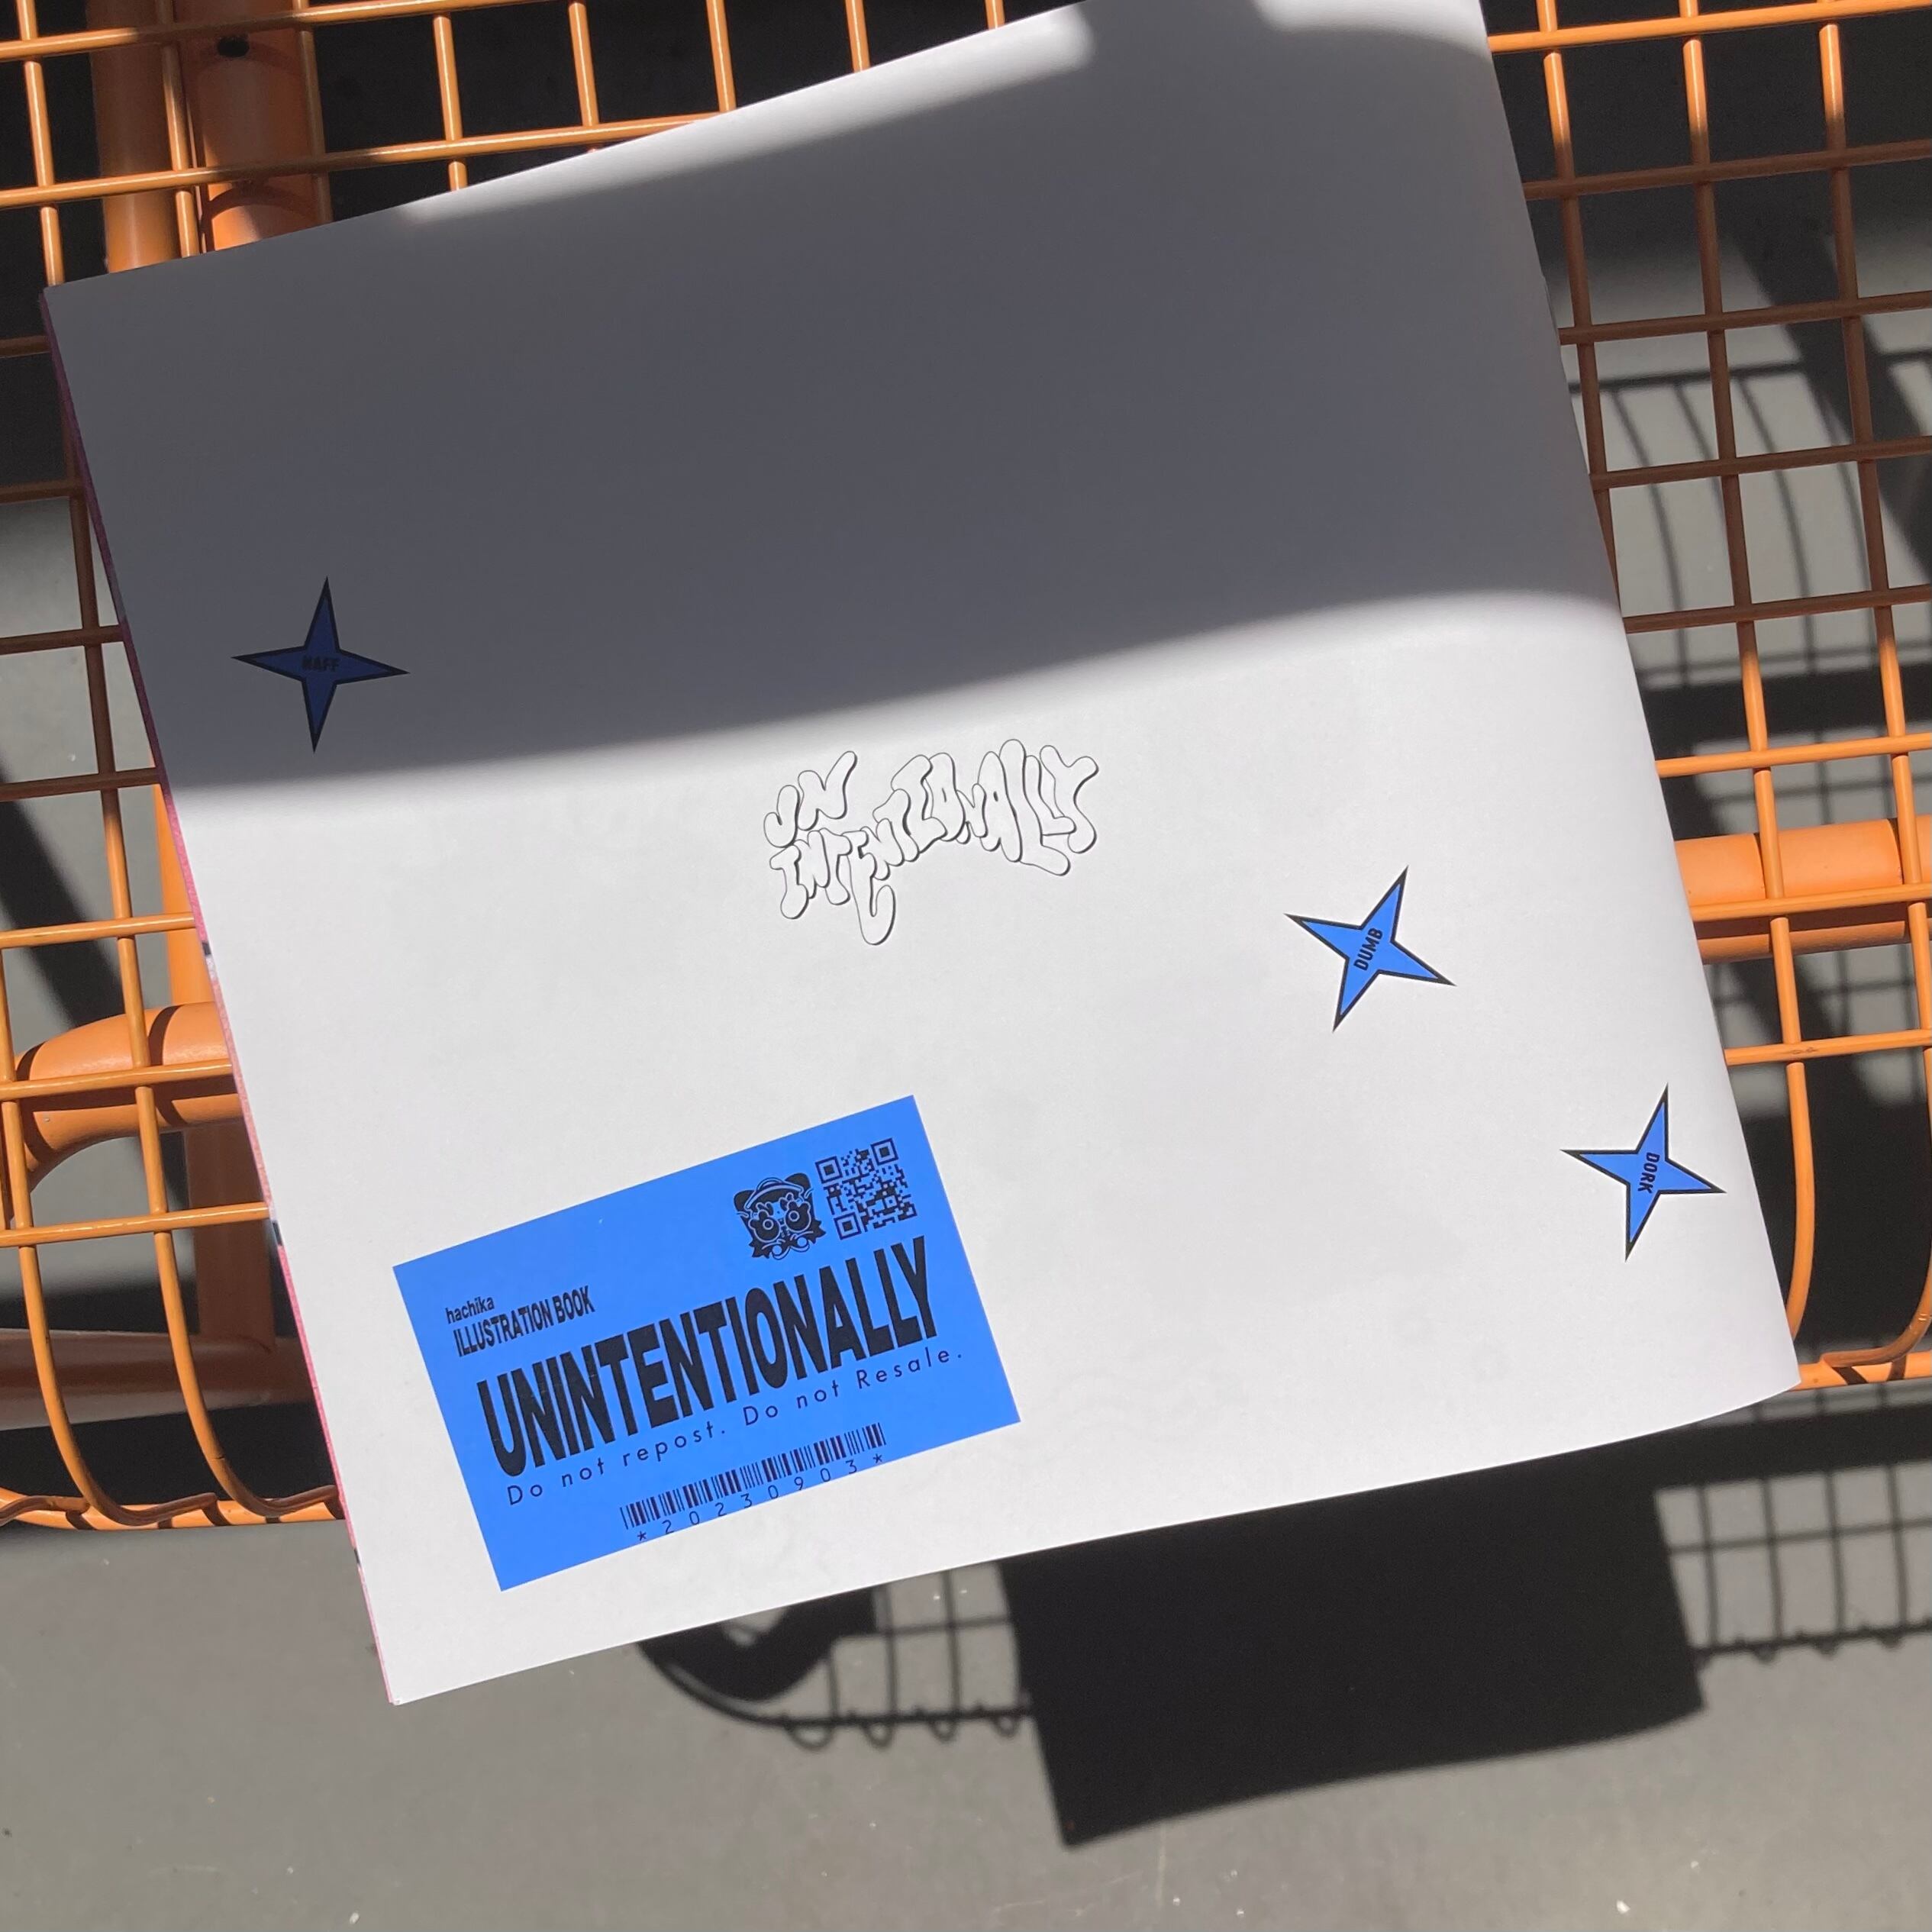 NAFF
UN
INTENTIONALLY
DUMB
DORK
hachika
ILLUSTRATION BOOK
UNINTENTIONALLY
Do not repost. Do not Resale.
*20230903*